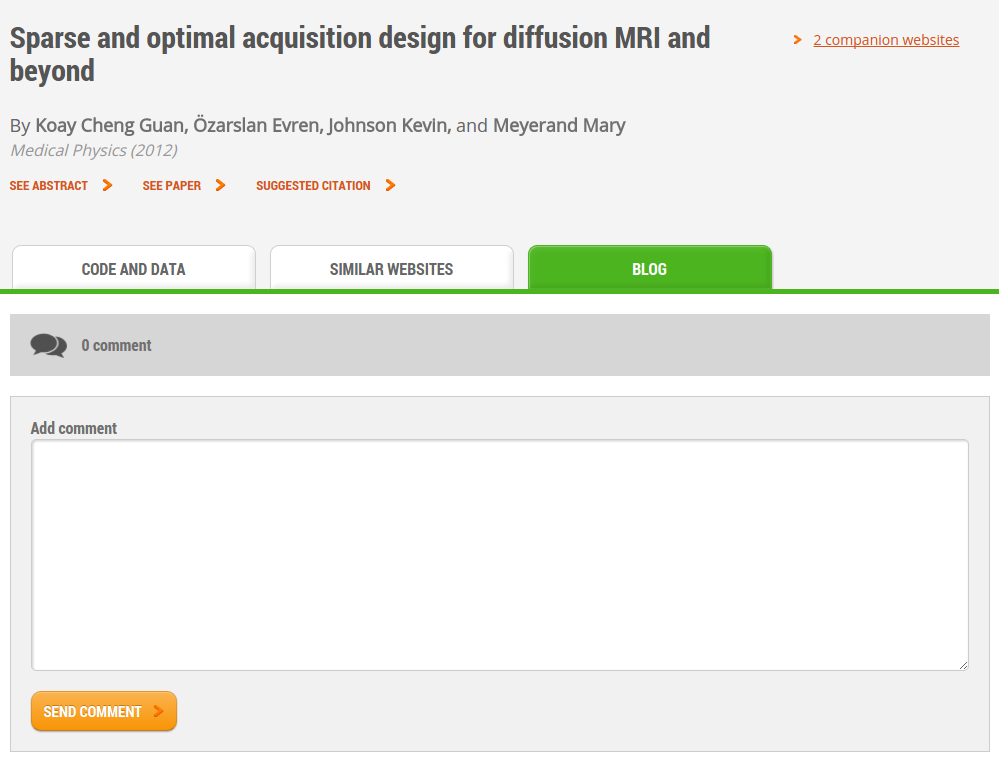 Sparse and optimal acquisition design for diffusion MRI and
beyond
2 companion websites
By Koay Cheng Guan, Özarslan Evren, Johnson Kevin, and Meyerand Mary
Medical Physics (2012)
SEE ABSTRACT SEE PAPER SUGGESTED CITATION
CODE AND DATA SIMILAR WEBSITES BLOG
0 comment
Add comment
SEND COMMENT